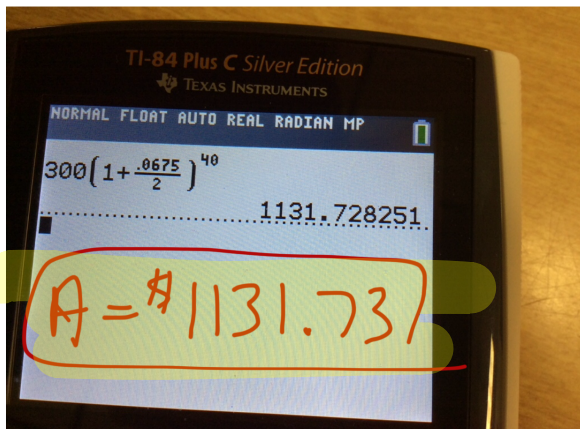 TI-84 Plus C Silver Edition
TEXAS INSTRUMENTS
NORMAL FLOAT AUTO REAL RADIAN MP
300(1+.0675/2)^40
1131.728251
A = $1131.73